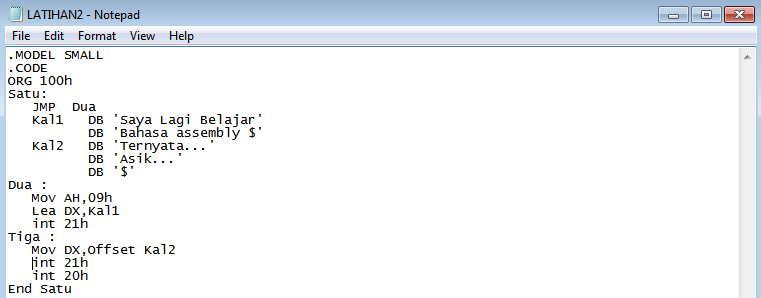 LATIHAN2 - Notepad
File Edit Format View Help
.MODEL SMALL
.CODE
ORG 100h
Satu:
   JMP  Dua
   Kal1   DB 'Saya Lagi Belajar'
          DB 'Bahasa assembly $'
   Kal2   DB 'Ternyata...'
          DB 'Asik...'
          DB '$'
Dua :
   Mov AH,09h
   Lea DX,Kal1
   int 21h
Tiga :
   Mov DX,Offset Kal2
   int 21h
   int 20h
End Satu